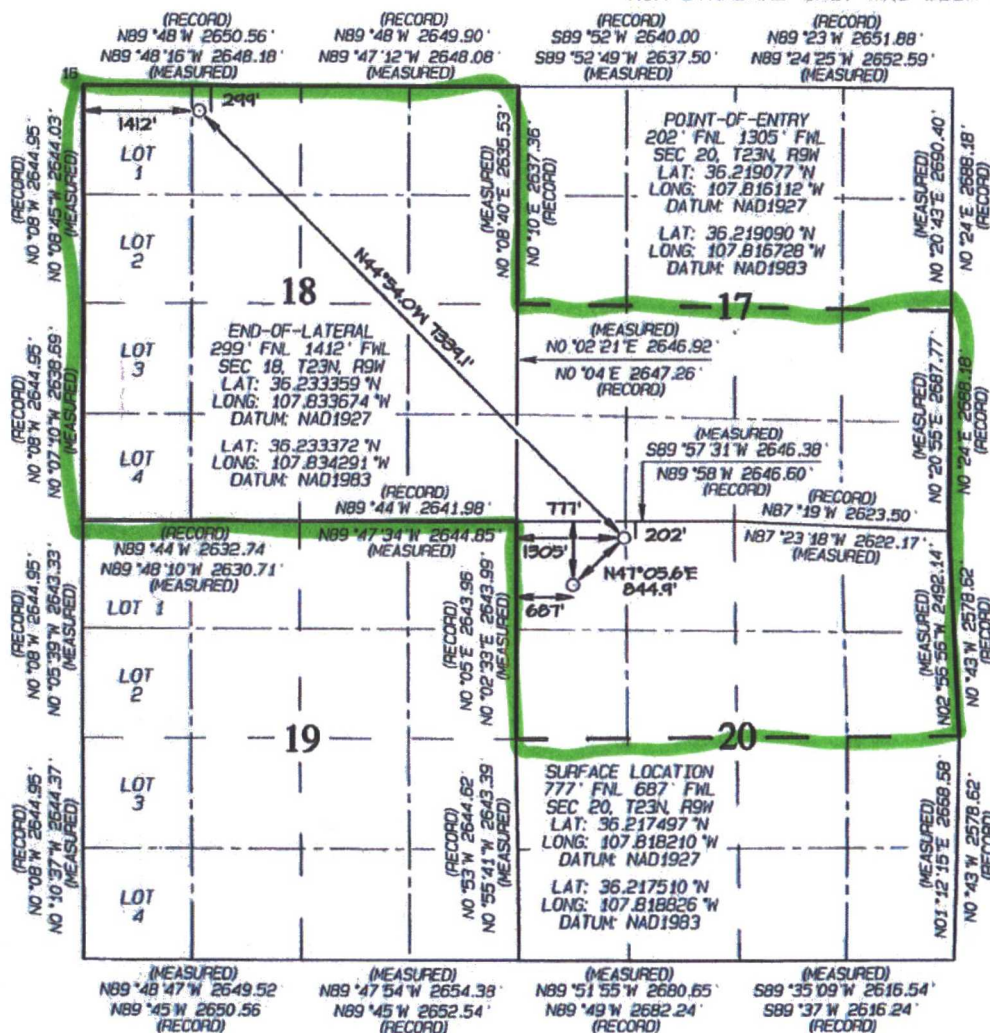 (RECORD)
N89 °48'W 2650.56'
N89 °48'16"W 2648.18'
(MEASURED)
(RECORD)
N89 °48'W 2649.90'
N89 °47'12"W 2648.08'
(MEASURED)
(RECORD)
S89 °52'W 2640.00
S89 °52'49"W 2637.50'
(MEASURED)
(RECORD)
N89 °23'W 2651.88'
N89 °24'25"W 2652.59'
(MEASURED)
299'
1412'
LOT
1
LOT
2
LOT
3
LOT
4
(RECORD)
N0 °08'W 2644.95'
N0 °08'45"W 2644.03'
(MEASURED)
(RECORD)
N0 °08'W 2644.95'
N0 °07'10"W 2638.69'
(MEASURED)
18
(MEASURED)
N0 °08'40"E 2635.53'
N0 °10'E 2637.36'
(RECORD)
POINT-OF-ENTRY
202' FNL 1305' FWL
SEC 20, T23N, R9W
LAT: 36.219077 °N
LONG: 107.816112 °W
DATUM: NAD1927
LAT: 36.219090 °N
LONG: 107.816728 °W
DATUM: NAD1983
(MEASURED)
N0 °20'43"E 2690.40'
N0 °24'E 2688.18'
(RECORD)
17
N44°54.0'W 7384.1'
END-OF-LATERAL
299' FNL 1412' FWL
SEC 18, T23N, R9W
LAT: 36.233359 °N
LONG: 107.833674 °W
DATUM: NAD1927
LAT: 36.233372 °N
LONG: 107.834291 °W
DATUM: NAD1983
(MEASURED)
N0 °02'21"E 2646.92'
N0 °04'E 2647.26'
(RECORD)
(MEASURED)
N0 °20'55"E 2687.77'
N0 °24'E 2688.18'
(RECORD)
(MEASURED)
S89 °57'31"W 2646.38'
N89 °58'W 2646.60'
(RECORD)
(RECORD)
N87 °19'W 2623.50'
N87 °23'18"W 2622.17'
(MEASURED)
(RECORD)
N89 °44'W 2641.98'
N89 °47'34"W 2644.85'
(MEASURED)
(RECORD)
N89 °44'W 2632.74
N89 °48'10"W 2630.71'
(MEASURED)
777'
1305'
202'
N47°05.6'E
844.9'
687'
LOT 1
LOT
2
LOT
3
LOT
4
(RECORD)
N0 °08'W 2644.95'
N0 °05'39"W 2643.33'
(MEASURED)
(RECORD)
N0 °08'W 2644.95'
N0 °10'37"W 2644.37'
(MEASURED)
19
(RECORD)
N0 °05'E 2643.96'
N0 °02'33"E 2643.99'
(MEASURED)
(RECORD)
N0 °53'W 2644.62'
N0 °55'41"W 2643.39'
(MEASURED)
20
(MEASURED)
N02 °56'56"W 2492.14'
N0 °43'W 2578.62'
(RECORD)
(MEASURED)
N01 °12'15"E 2668.58'
N0 °43'W 2578.62'
(RECORD)
SURFACE LOCATION
777' FNL 687' FWL
SEC 20, T23N, R9W
LAT: 36.217497 °N
LONG: 107.818210 °W
DATUM: NAD1927
LAT: 36.217510 °N
LONG: 107.818826 °W
DATUM: NAD1983
(MEASURED)
N89 °48'47"W 2649.52'
N89 °45'W 2650.56'
(RECORD)
(MEASURED)
N89 °47'54"W 2654.38'
N89 °45'W 2652.54'
(RECORD)
(MEASURED)
N89 °51'55"W 2680.65'
N89 °49'W 2682.24'
(RECORD)
(MEASURED)
S89 °35'09"W 2616.54'
S89 °37'W 2616.24'
(RECORD)